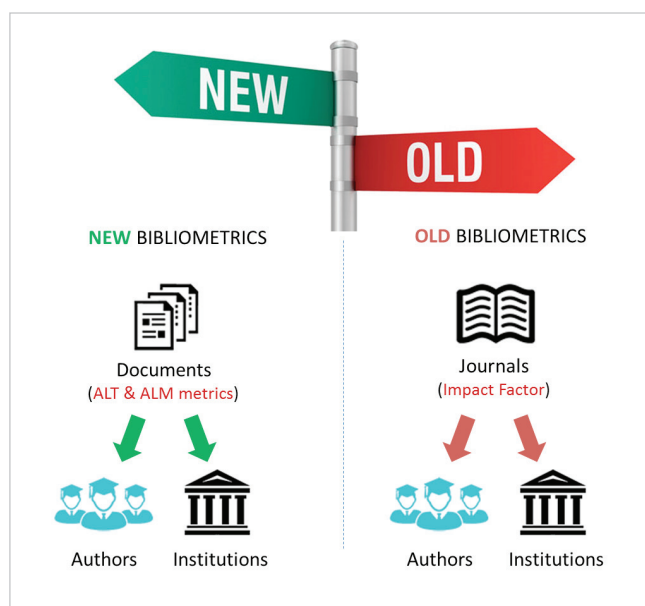 NEW
OLD
NEW BIBLIOMETRICS
Documents
(ALT & ALM metrics)
Authors
Institutions
OLD BIBLIOMETRICS
Journals
(Impact Factor)
Authors
Institutions